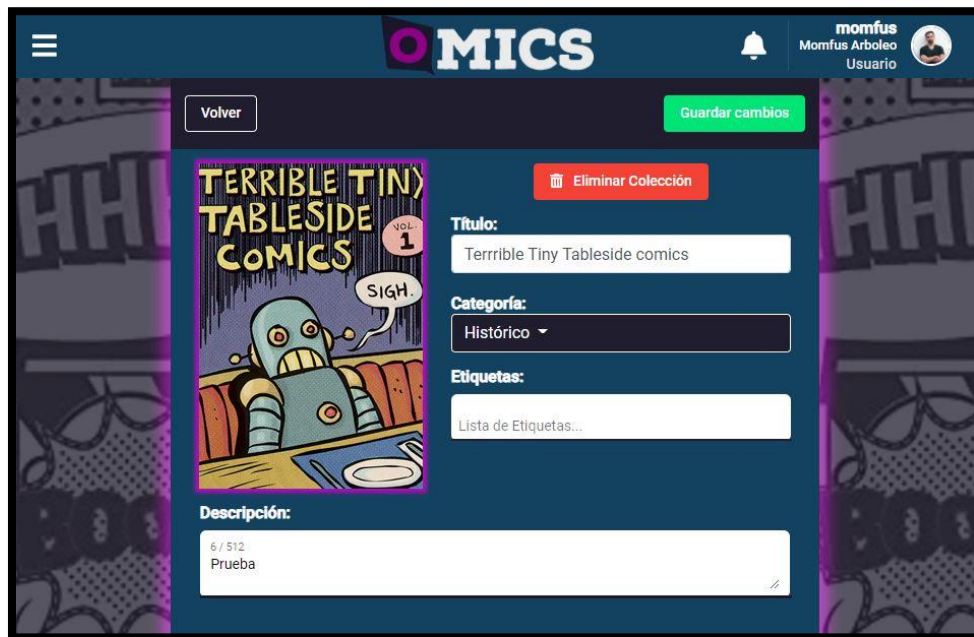 OMICS
momfus
Momfus Arboleo
Usuario
Volver
Guardar cambios
TERRIBLE TINY
TABLESIDE
COMICS
VOL.
1
SIGH.
Eliminar Colección
Título:
Terrrible Tiny Tableside comics
Categoría:
Histórico
Etiquetas:
Lista de Etiquetas...
Descripción:
6 / 512
Prueba